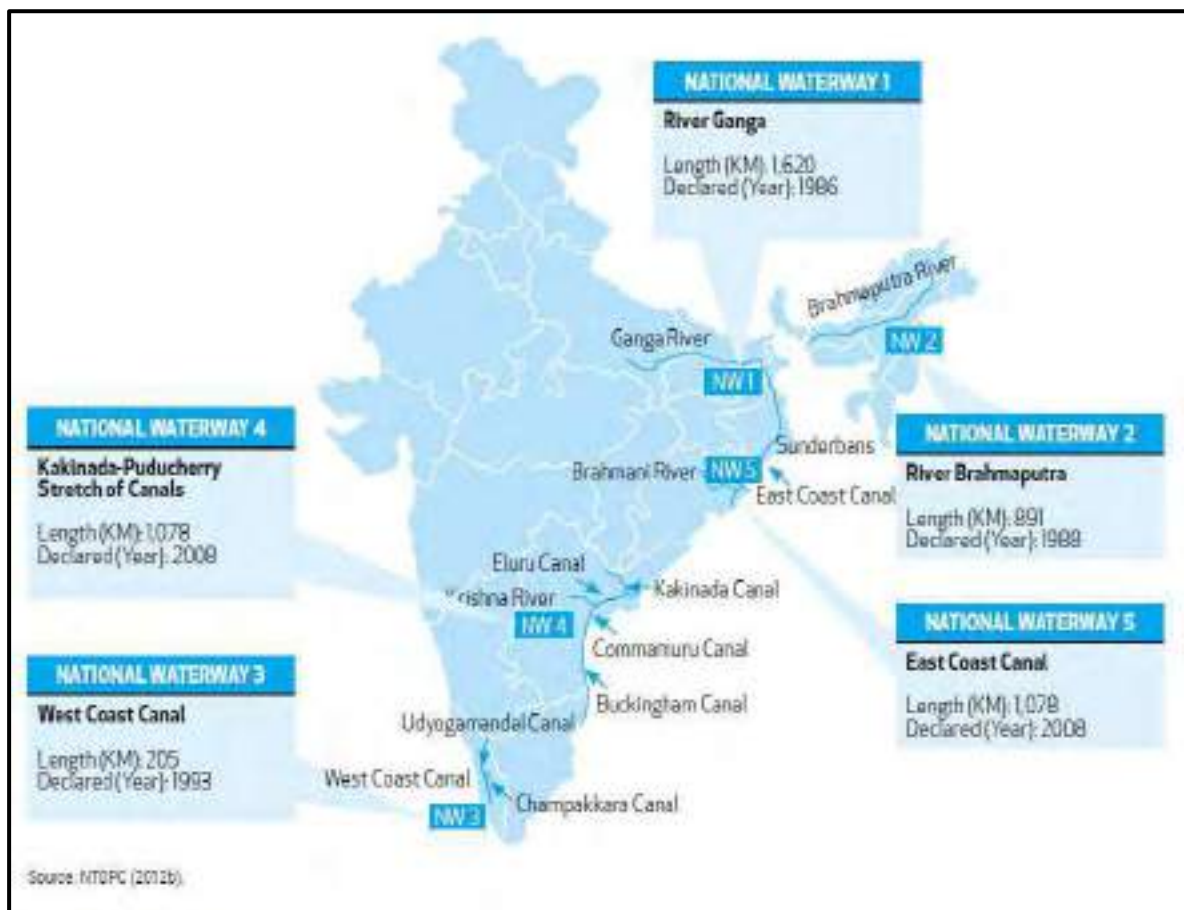 NATIONAL WATERWAY 1
River Ganga
Length (KM): 1,620
Declared (Year): 1986
Brahmaputra River
Ganga River
NW 2
NW 1
NATIONAL WATERWAY 4
Kakinada-Puducherry
Stretch of Canals
Length (KM): 1,078
Declared (Year): 2008
NATIONAL WATERWAY 2
River Brahmaputra
Length (KM): 891
Declared (Year): 1988
Sunderbans
Brahmani River
NW 5
East Coast Canal
Eluru Canal
Kakinada Canal
Krishna River
NW 4
Commamuru Canal
Buckingham Canal
NATIONAL WATERWAY 5
East Coast Canal
Length (KM): 1,078
Declared (Year): 2008
NATIONAL WATERWAY 3
West Coast Canal
Length (KM): 205
Declared (Year): 1993
Udyogamandal Canal
West Coast Canal
Champakkara Canal
NW 3
Source: NTDPC (2012b).